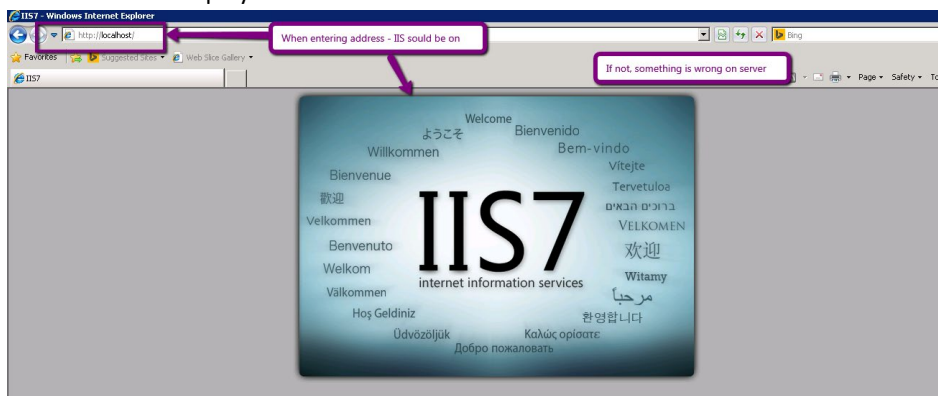 IIS7 - Windows Internet Explorer
http://localhost/
When entering address - IIS sould be on
Bing
Favorites
Suggested Sites
Web Slice Gallery
IIS7
If not, something is wrong on server
Page
Safety
Welcome
ようこそ
Bienvenido
Willkommen
Bem-vindo
Bienvenue
Vítejte
歡迎
Tervetuloa
ברוכים הבאים
Velkommen
VELKOMEN
IIS7
Benvenuto
欢迎
Welkom
internet information services
Witamy
Välkommen
مرحباً
Hoş Geldiniz
환영합니다
Üdvözöljük
Καλώς ορίσατε
Добро пожаловать